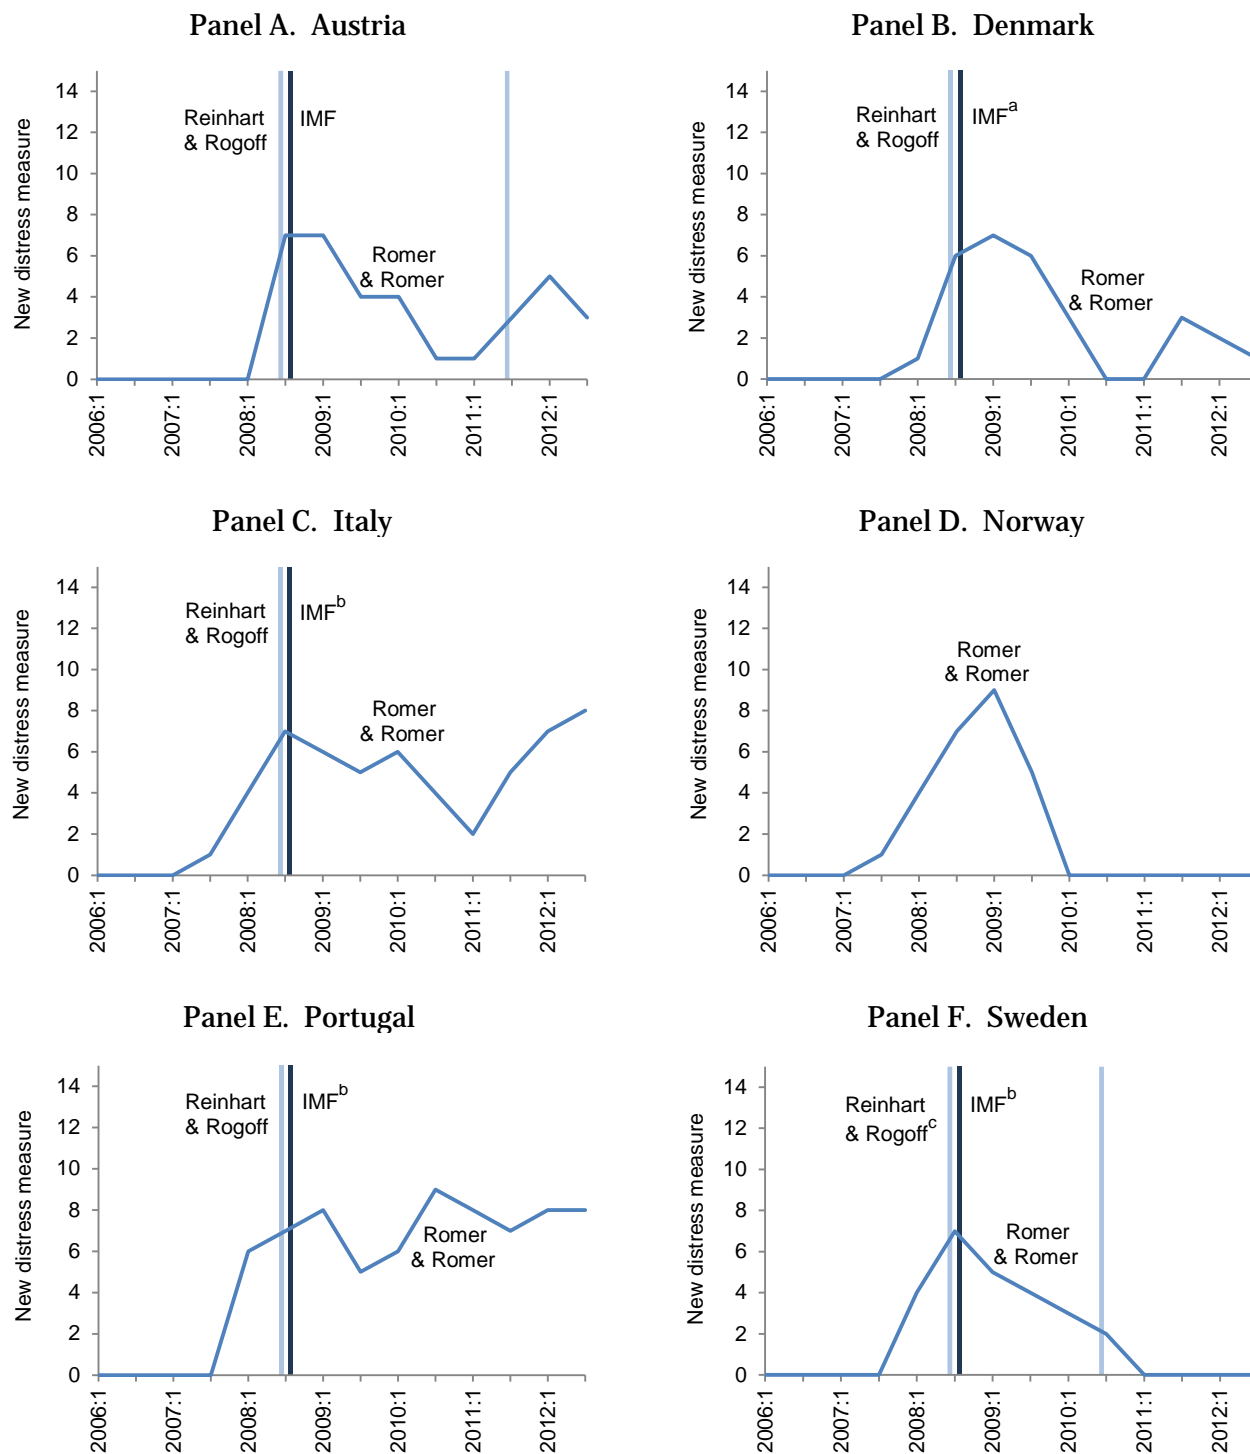 Panel A. Austria
New distress measure
14
12
10
8
6
4
2
0
Reinhart
& Rogoff
IMF
Romer
& Romer
2006:1
2007:1
2008:1
2009:1
2010:1
2011:1
2012:1
Panel B. Denmark
New distress measure
14
12
10
8
6
4
2
0
Reinhart
& Rogoff
IMFa
Romer
& Romer
2006:1
2007:1
2008:1
2009:1
2010:1
2011:1
2012:1
Panel C. Italy
New distress measure
14
12
10
8
6
4
2
0
Reinhart
& Rogoff
IMFb
Romer
& Romer
2006:1
2007:1
2008:1
2009:1
2010:1
2011:1
2012:1
Panel D. Norway
New distress measure
14
12
10
8
6
4
2
0
Romer
& Romer
2006:1
2007:1
2008:1
2009:1
2010:1
2011:1
2012:1
Panel E. Portugal
New distress measure
14
12
10
8
6
4
2
0
Reinhart
& Rogoff
IMFb
Romer
& Romer
2006:1
2007:1
2008:1
2009:1
2010:1
2011:1
2012:1
Panel F. Sweden
New distress measure
14
12
10
8
6
4
2
0
Reinhart
& Rogoffc
IMFb
Romer
& Romer
2006:1
2007:1
2008:1
2009:1
2010:1
2011:1
2012:1